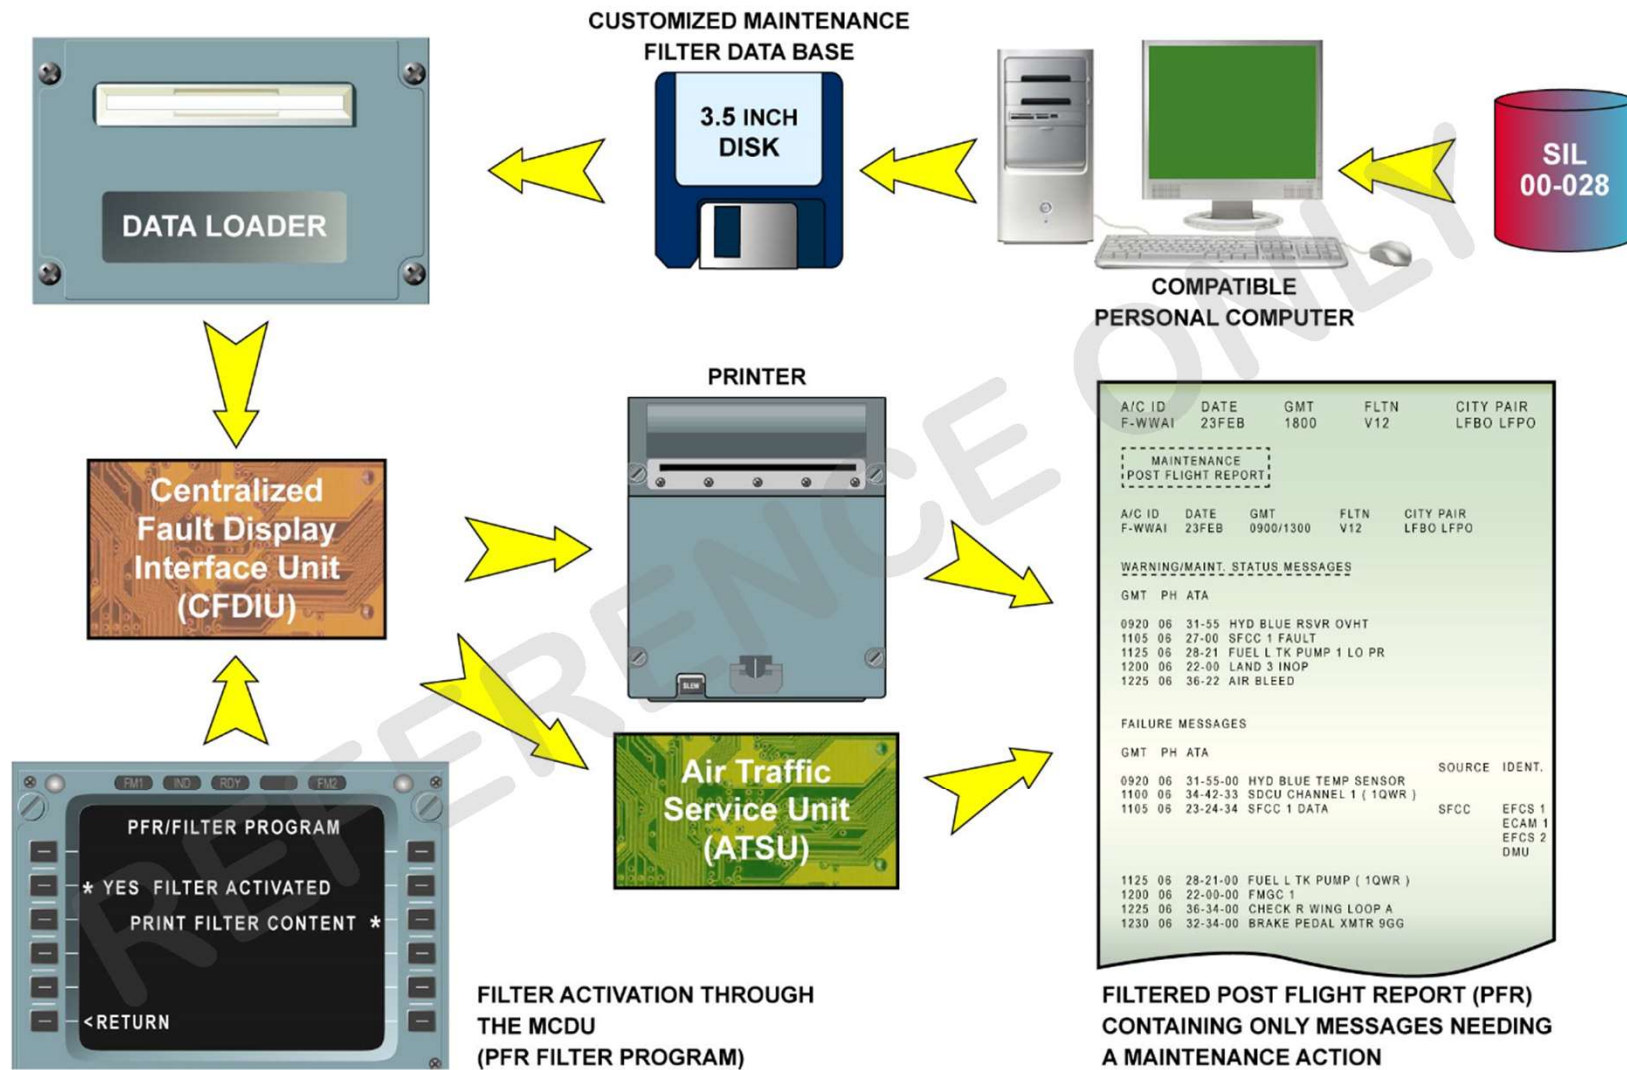 CUSTOMIZED MAINTENANCE
FILTER DATA BASE
DATA LOADER
3.5 INCH
DISK
SIL
00-028
COMPATIBLE
PERSONAL COMPUTER
Centralized
Fault Display
Interface Unit
(CFDIU)
PRINTER
SLEW
Air Traffic
Service Unit
(ATSU)
FM1 IND RDY FM2
PFR/FILTER PROGRAM
* YES FILTER ACTIVATED
PRINT FILTER CONTENT *
<RETURN
FILTER ACTIVATION THROUGH
THE MCDU
(PFR FILTER PROGRAM)
A/C ID DATE GMT FLTN CITY PAIR
F-WWAI 23FEB 1800 V12 LFBO LFPO
MAINTENANCE
POST FLIGHT REPORT
A/C ID DATE GMT FLTN CITY PAIR
F-WWAI 23FEB 0900/1300 V12 LFBO LFPO
WARNING/MAINT. STATUS MESSAGES
GMT PH ATA
0920 06 31-55 HYD BLUE RSVR OVHT
1105 06 27-00 SFCC 1 FAULT
1125 06 28-21 FUEL L TK PUMP 1 LO PR
1200 06 22-00 LAND 3 INOP
1225 06 36-22 AIR BLEED
FAILURE MESSAGES
GMT PH ATA
SOURCE IDENT.
0920 06 31-55-00 HYD BLUE TEMP SENSOR
1100 06 34-42-33 SDCU CHANNEL 1 ( 1QWR )
1105 06 23-24-34 SFCC 1 DATA SFCC EFCS 1
ECAM 1
EFCS 2
DMU
1125 06 28-21-00 FUEL L TK PUMP ( 1QWR )
1200 06 22-00-00 FMGC 1
1225 06 36-34-00 CHECK R WING LOOP A
1230 06 32-34-00 BRAKE PEDAL XMTR 9GG
FILTERED POST FLIGHT REPORT (PFR)
CONTAINING ONLY MESSAGES NEEDING
A MAINTENANCE ACTION
REFERENCE ONLY